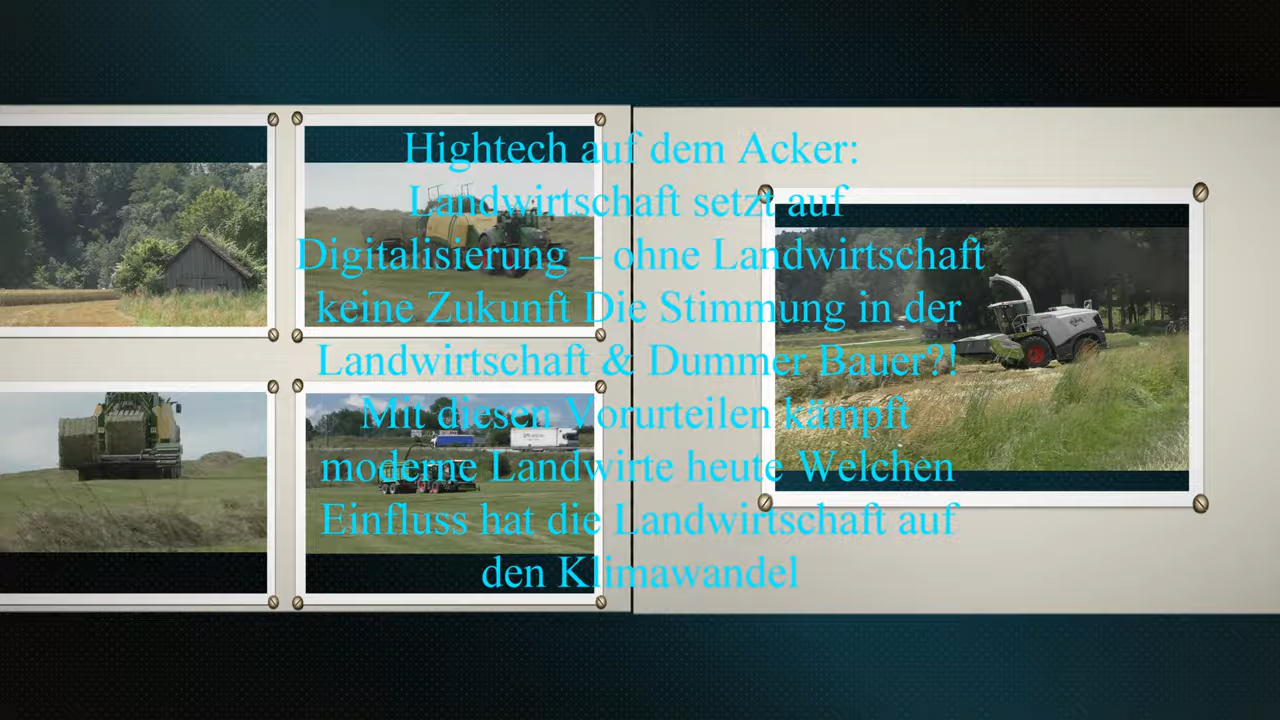 Hightech auf dem Acker:
Landwirtschaft setzt auf
Digitalisierung – ohne Landwirtschaft
keine Zukunft Die Stimmung in der
Landwirtschaft & Dummer Bauer?!
Mit diesen Vorurteilen kämpft
moderne Landwirte heute Welchen
Einfluss hat die Landwirtschaft auf
den Klimawandel